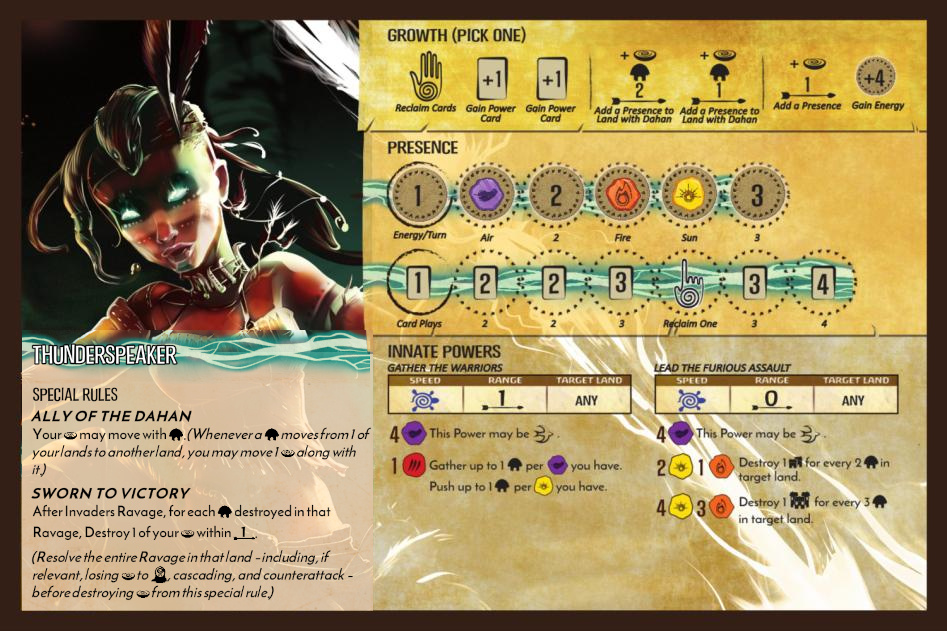 GROWTH (PICK ONE)
+1 +1 + 2 + 1 + 1 +4
Reclaim Cards Gain Power Card Gain Power Card Add a Presence to Land with Dahan Add a Presence to Land with Dahan Add a Presence Gain Energy
PRESENCE
1 2 3
Energy/Turn Air 2 Fire Sun 3
1 2 2 3 3 4
Card Plays 2 2 3 Reclaim One 3 4
THUNDERSPEAKER
SPECIAL RULES
ALLY OF THE DAHAN
Your may move with . (Whenever a moves from 1 of
your lands to another land, you may move 1 along with
it.)
SWORN TO VICTORY
After Invaders Ravage, for each destroyed in that
Ravage, Destroy 1 of your within 1 .
(Resolve the entire Ravage in that land – including, if
relevant, losing to , cascading, and counterattack –
before destroying from this special rule.)
INNATE POWERS
GATHER THE WARRIORS
SPEED RANGE TARGET LAND
1 ANY
4 This Power may be .
1 Gather up to 1 per you have.
Push up to 1 per you have.
LEAD THE FURIOUS ASSAULT
SPEED RANGE TARGET LAND
0 ANY
4 This Power may be .
2 1 Destroy 1 for every 2 in
target land.
4 3 Destroy 1 for every 3
in target land.